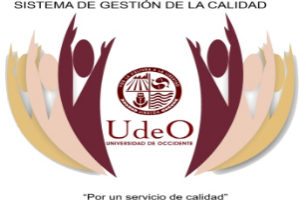 SISTEMA DE GESTIÓN DE LA CALIDAD
UdeO
UNIVERSIDAD DE OCCIDENTE
"Por un servicio de calidad"